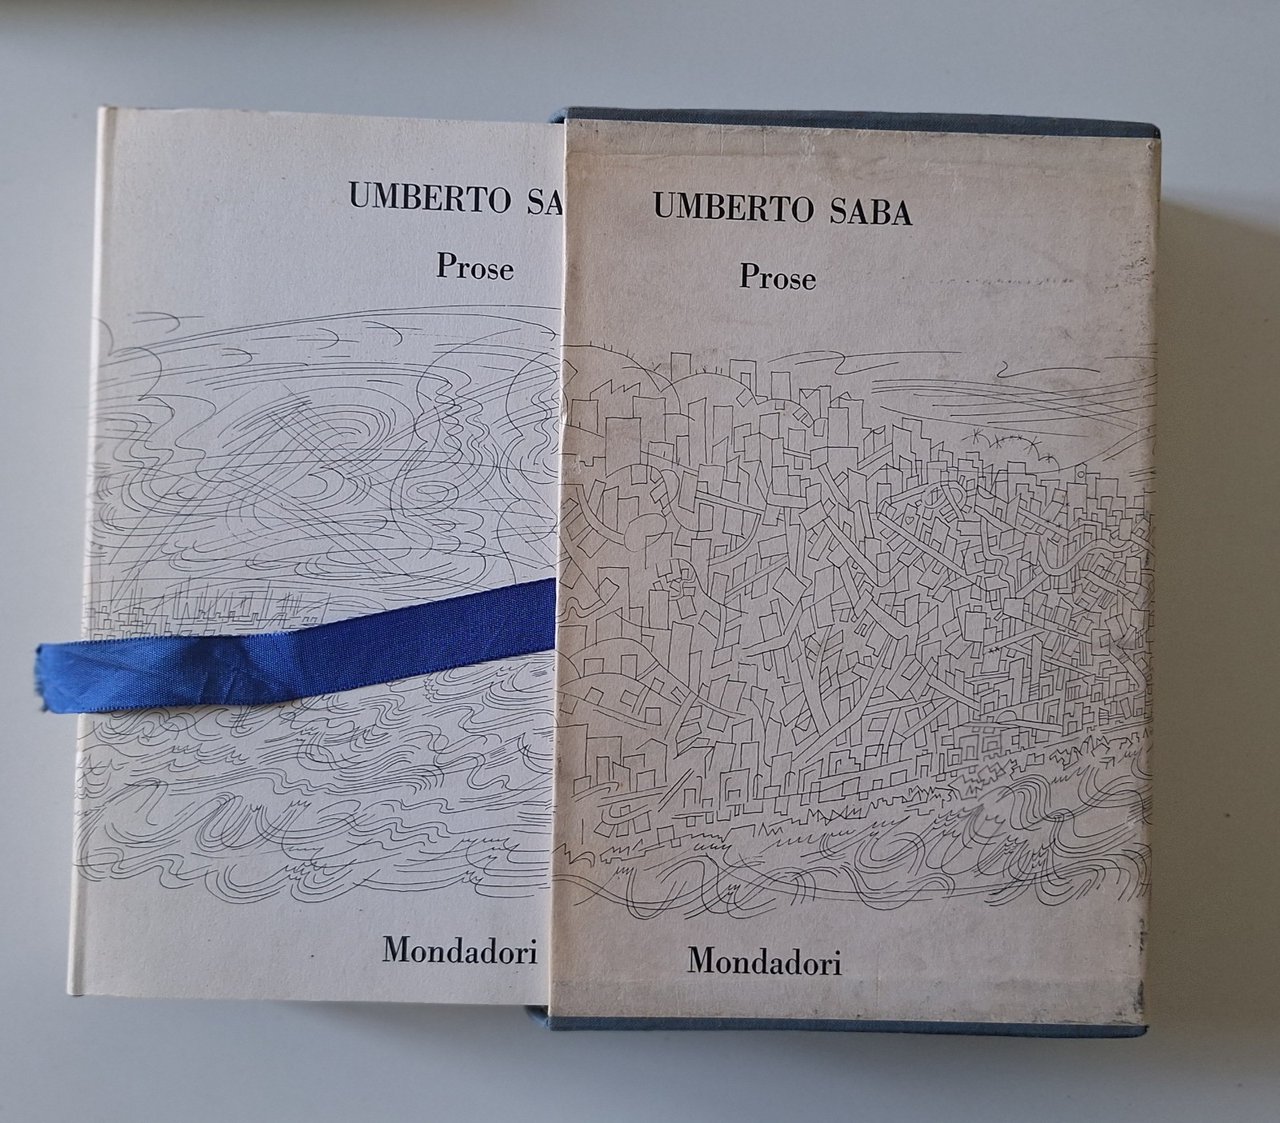 UMBERTO SA
Prose
Mondadori
UMBERTO SABA
Prose
Mondadori